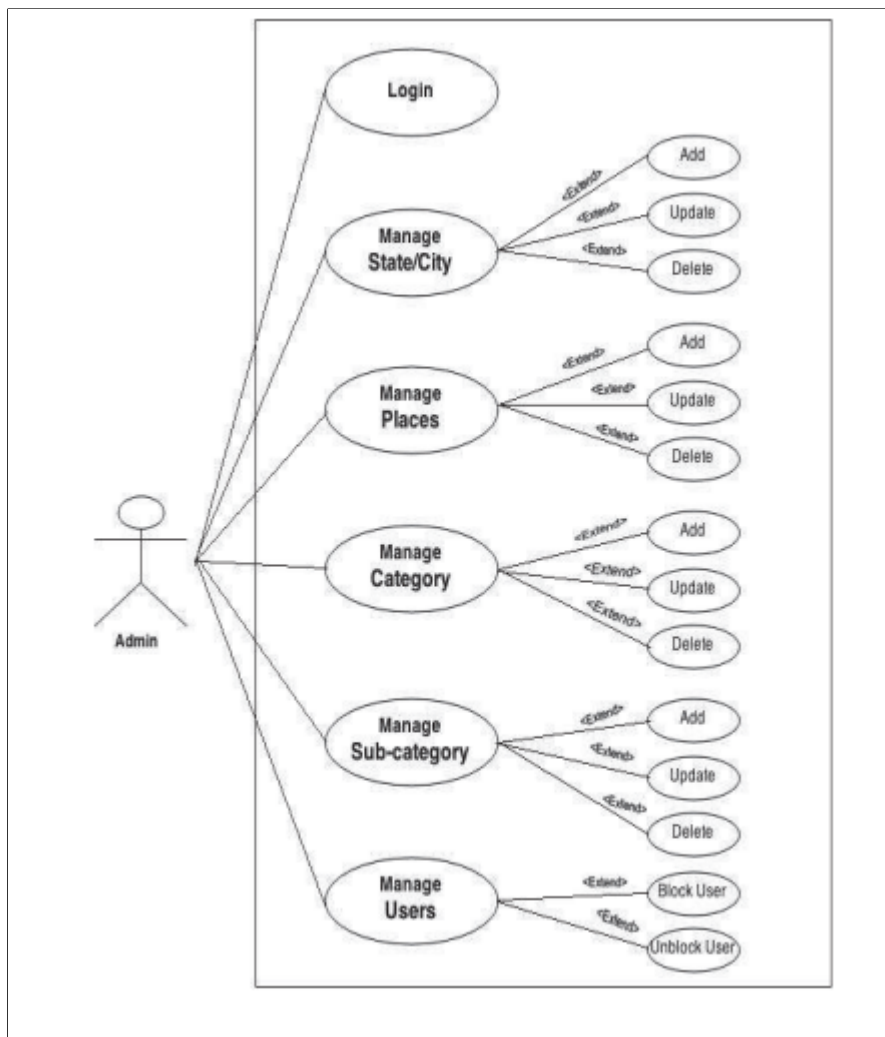 Login
Manage
State/City
<Extend>
Add
<Extend>
Update
<Extend>
Delete
Manage
Places
<Extend>
Add
<Extend>
Update
<Extend>
Delete
Admin
Manage
Category
<Extend>
Add
<Extend>
Update
<Extend>
Delete
Manage
Sub-category
<Extend>
Add
<Extend>
Update
<Extend>
Delete
Manage
Users
<Extend>
Block User
<Extend>
Unblock User